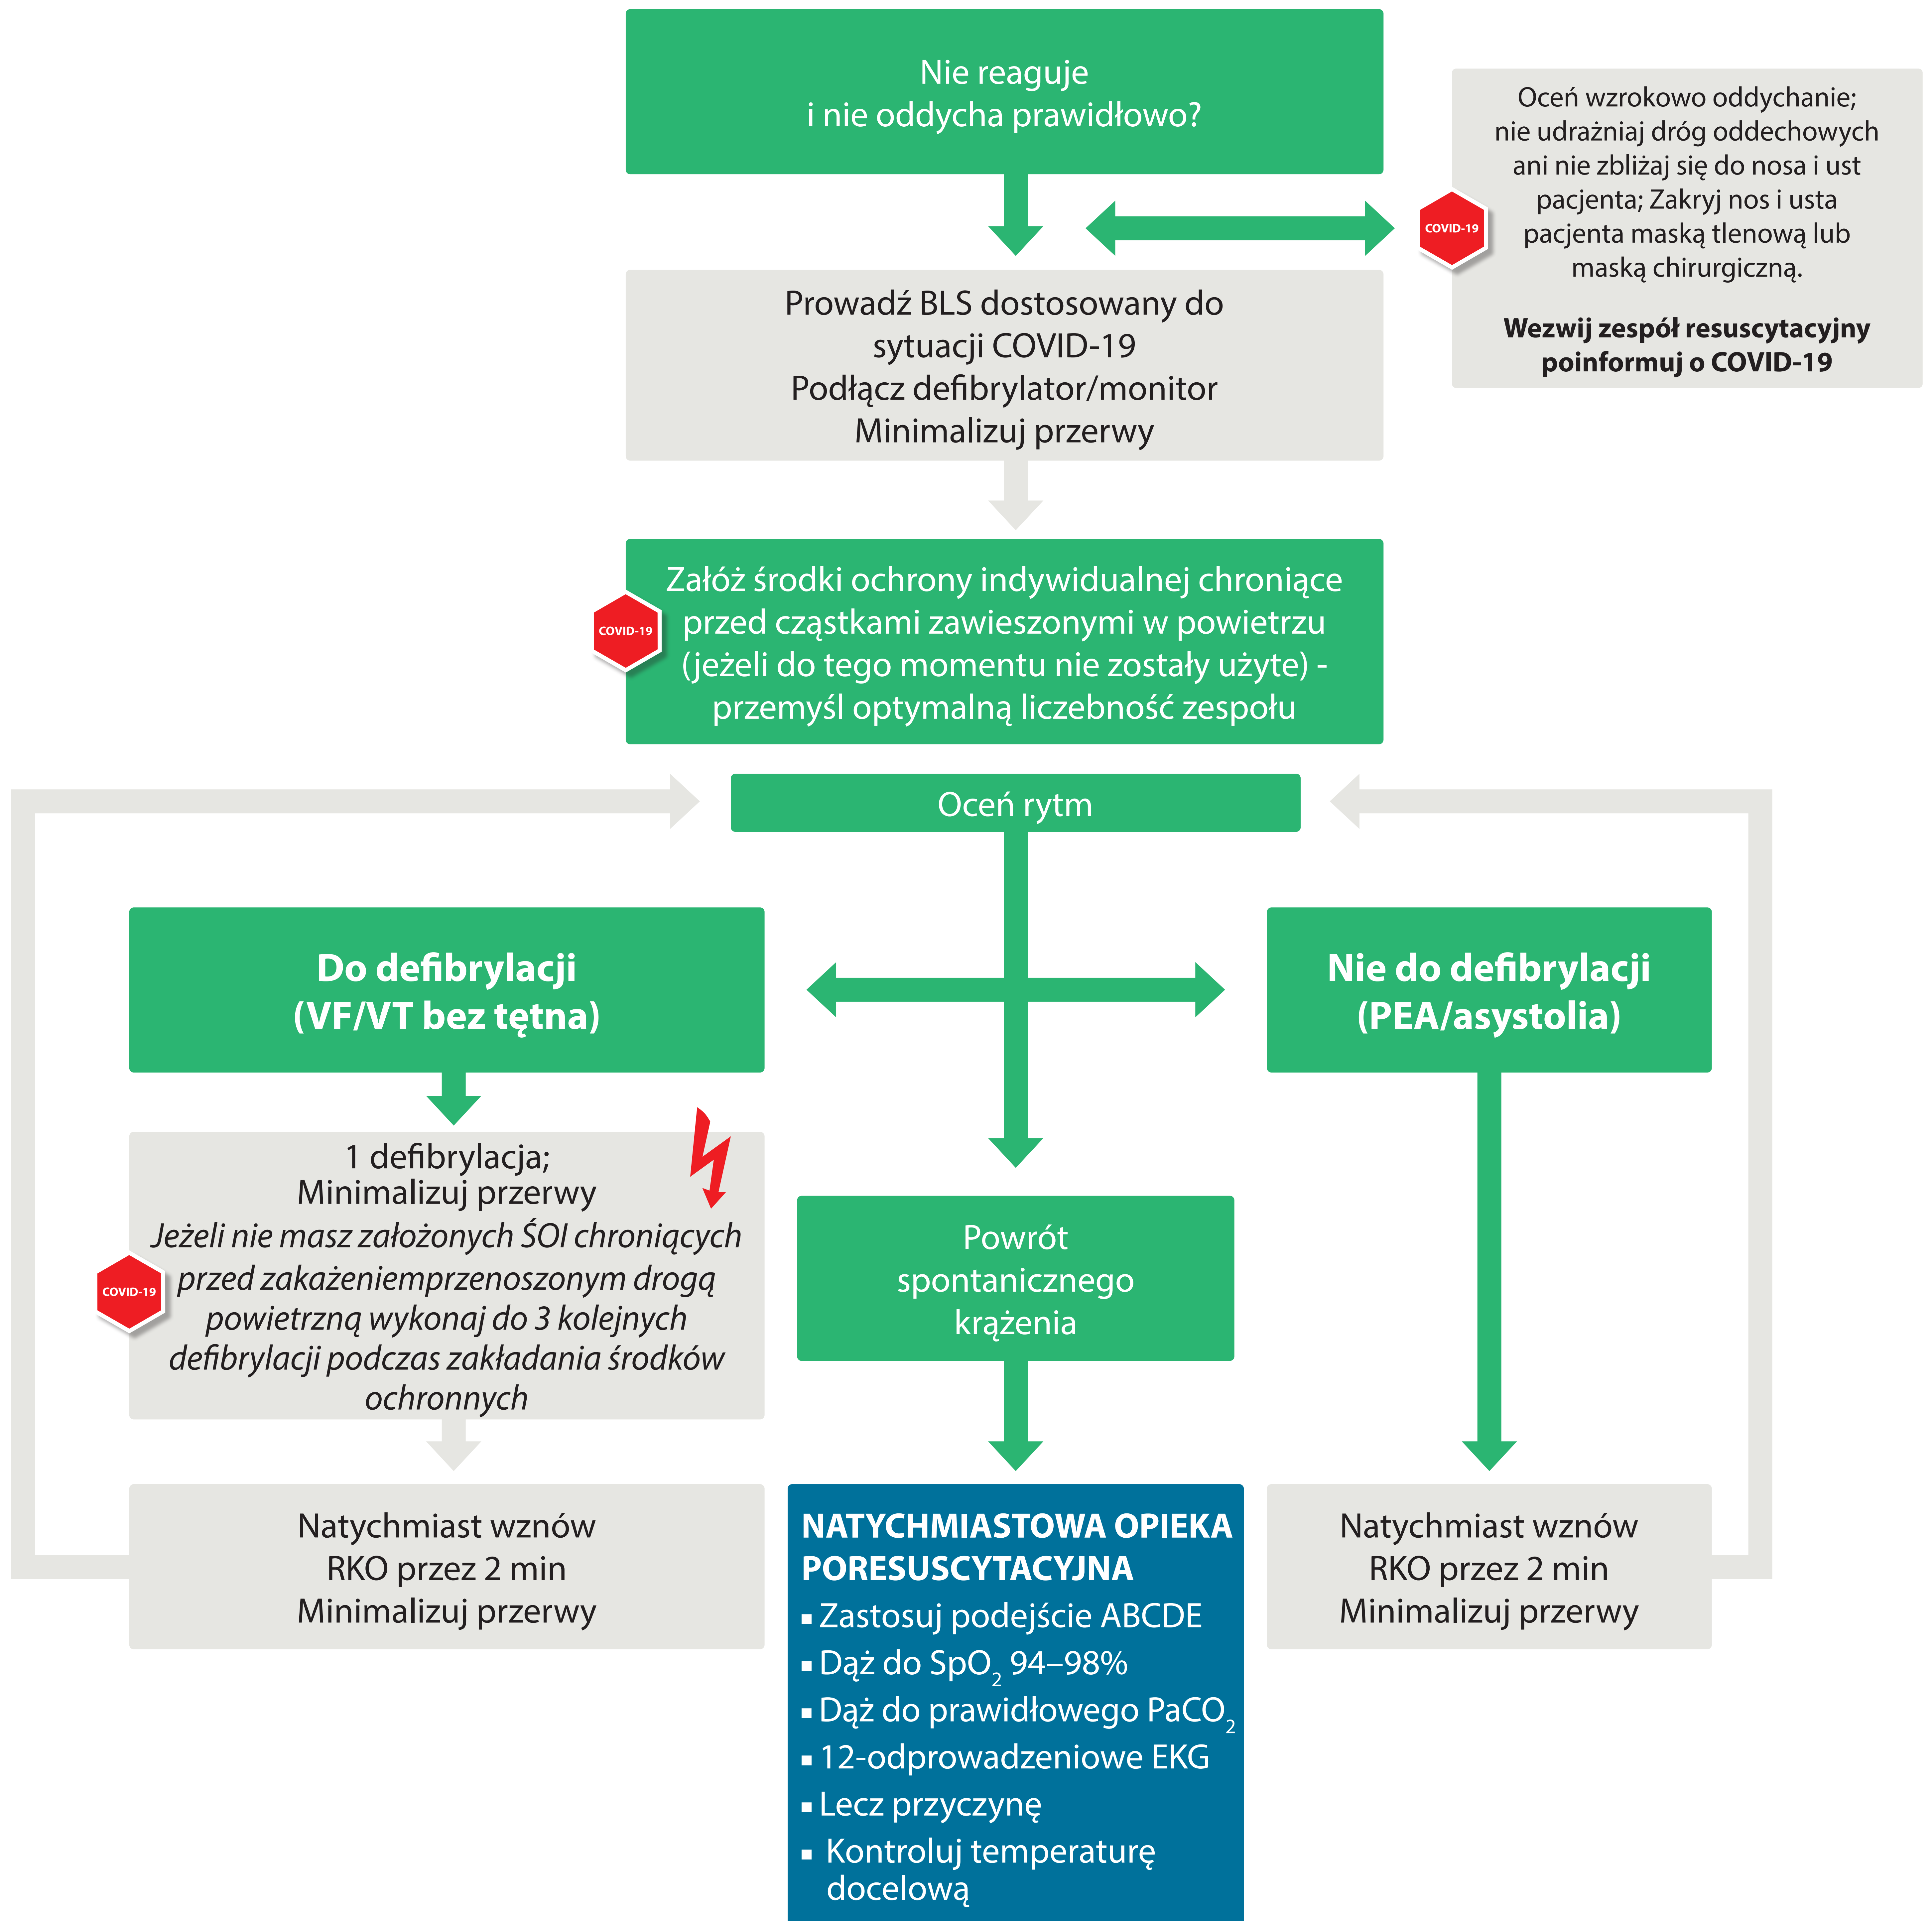 Nie reaguje
i nie oddycha prawidłowo?
Oceń wzrokowo oddychanie;
nie udrażniaj dróg oddechowych
ani nie zbliżaj się do nosa i ust
pacjenta; Zakryj nos i usta
pacjenta maską tlenową lub
maską chirurgiczną.
Wezwij zespół resuscytacyjny
poinformuj o COVID-19
COVID-19
Prowadź BLS dostosowany do
sytuacji COVID-19
Podłącz defibrylator/monitor
Minimalizuj przerwy
Załóż środki ochrony indywidualnej chroniące
przed cząstkami zawieszonymi w powietrzu
(jeżeli do tego momentu nie zostały użyte) -
przemyśl optymalną liczebność zespołu
COVID-19
Oceń rytm
Do defibrylacji
(VF/VT bez tętna)
Nie do defibrylacji
(PEA/asystolia)
1 defibrylacja;
Minimalizuj przerwy
Jeżeli nie masz założonych ŚOI chroniących
przed zakażeniemprzenoszonym drogą
powietrzną wykonaj do 3 kolejnych
defibrylacji podczas zakładania środków
ochronnych
COVID-19
Powrót
spontanicznego
krążenia
Natychmiast wznów
RKO przez 2 min
Minimalizuj przerwy
NATYCHMIASTOWA OPIEKA
PORESUSCYTACYJNA
▪ Zastosuj podejście ABCDE
▪ Dąż do SpO₂ 94–98%
▪ Dąż do prawidłowego PaCO₂
▪ 12-odprowadzeniowe EKG
▪ Lecz przyczynę
▪ Kontroluj temperaturę
docelową
Natychmiast wznów
RKO przez 2 min
Minimalizuj przerwy